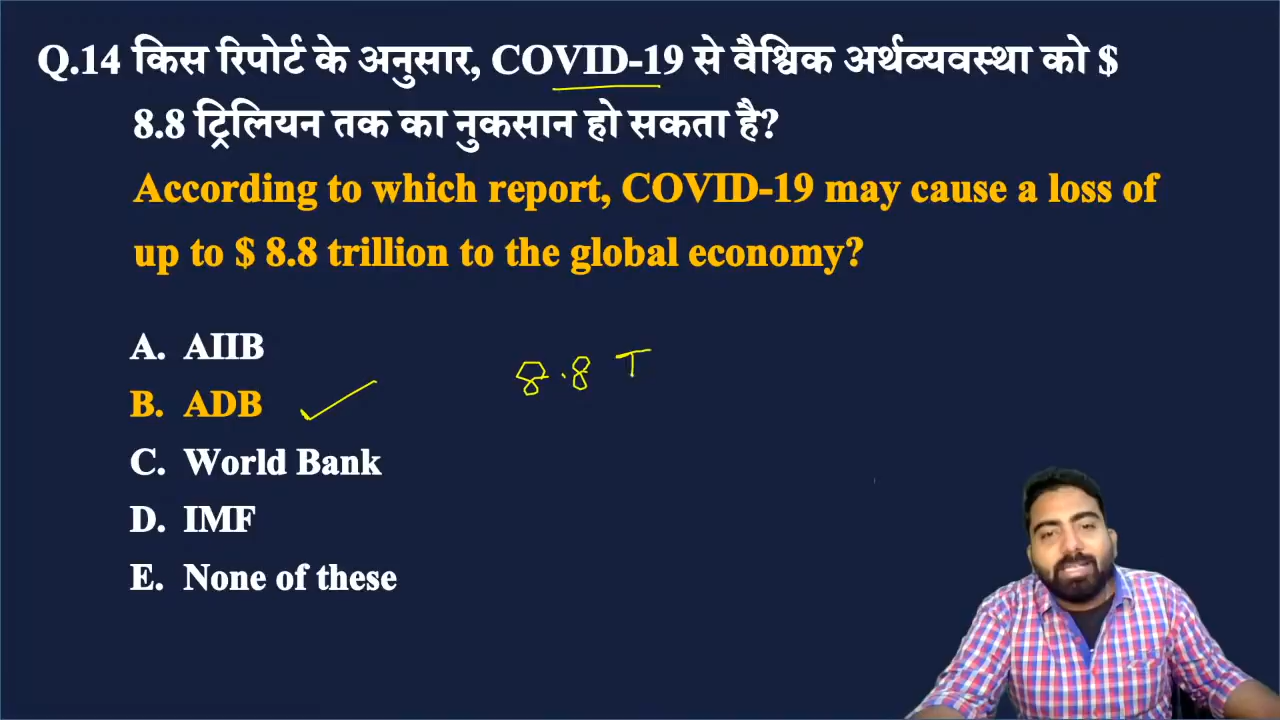 Q.14 किस रिपोर्ट के अनुसार, COVID-19 से वैश्विक अर्थव्यवस्था को $
8.8 ट्रिलियन तक का नुकसान हो सकता है?
According to which report, COVID-19 may cause a loss of
up to $ 8.8 trillion to the global economy?
A. AIIB
8.8 T
B. ADB
C. World Bank
D. IMF
E. None of these